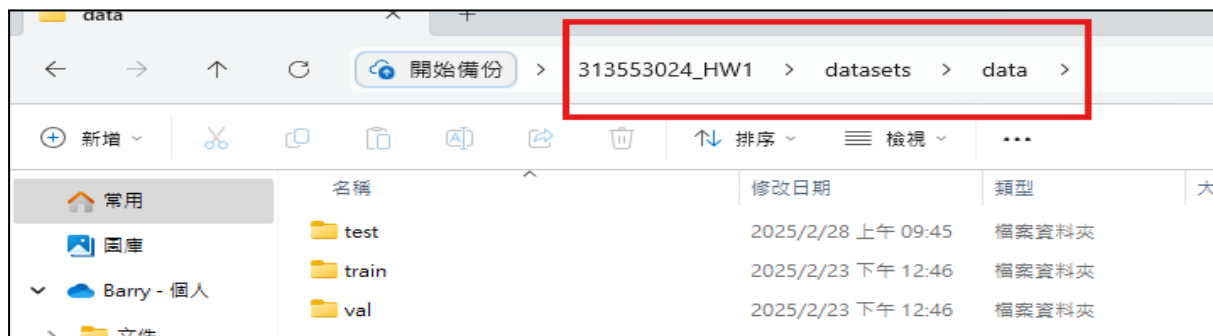 data
開始備份 > 313553024_HW1 > datasets > data >
新增 排序 檢視 ...
名稱 修改日期 類型 大
常用
test 2025/2/28 上午 09:45 檔案資料夾
圖庫
train 2025/2/23 下午 12:46 檔案資料夾
Barry - 個人
val 2025/2/23 下午 12:46 檔案資料夾
文件